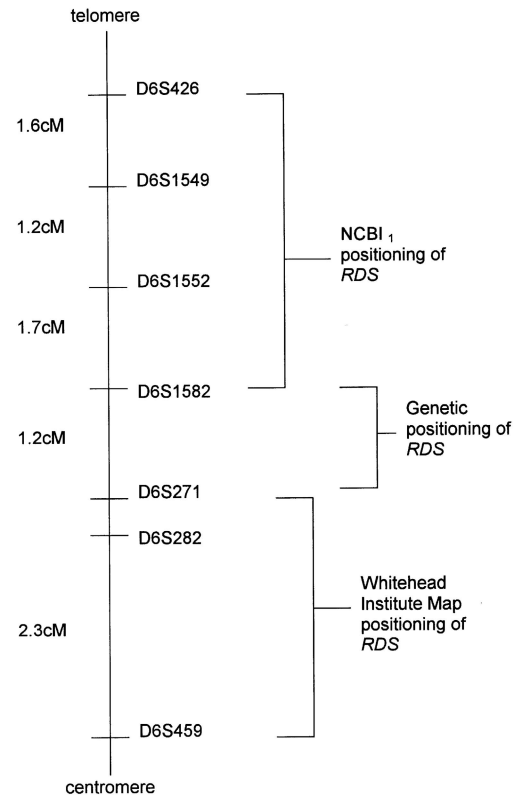 telomere
D6S426
1.6cM
D6S1549
1.2cM
NCBI 1
positioning of
RDS
D6S1552
1.7cM
D6S1582
Genetic
positioning of
RDS
1.2cM
D6S271
D6S282
Whitehead
Institute Map
positioning of
RDS
2.3cM
D6S459
centromere